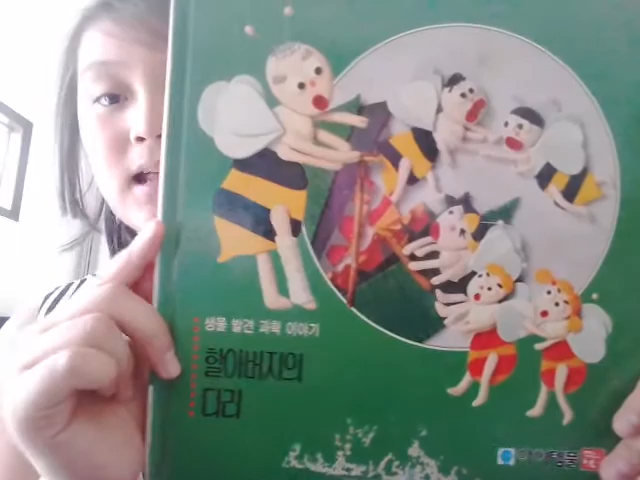 생물 발견 과학 이야기
할아버지의
다리